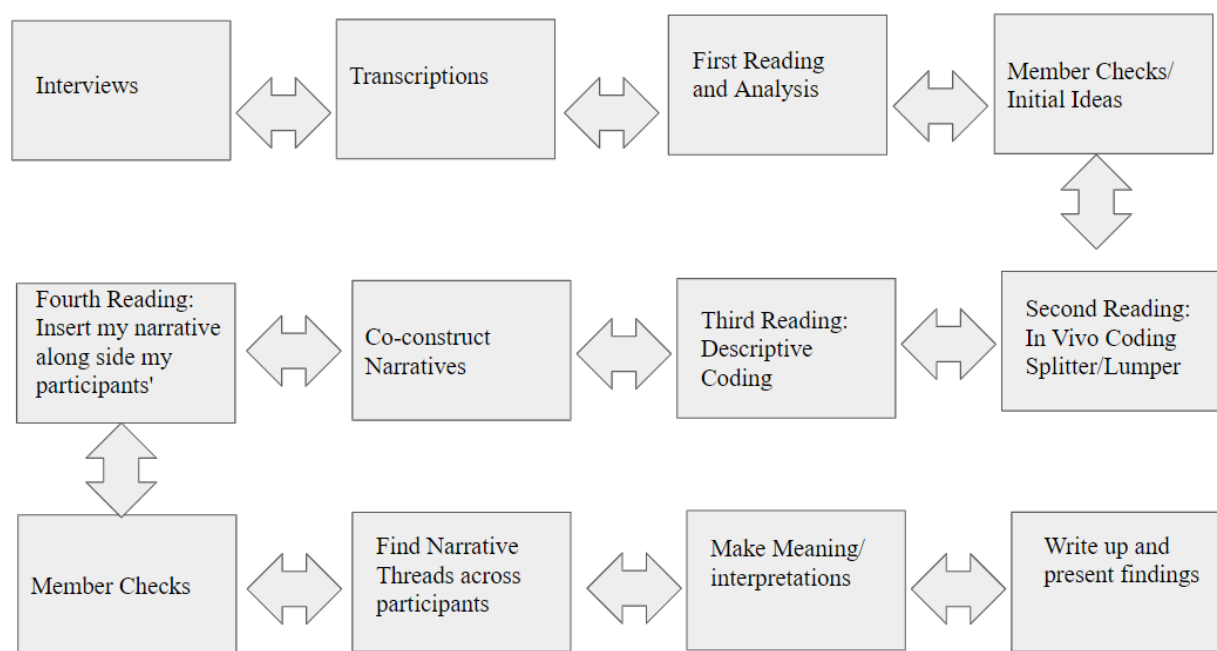 Interviews
Transcriptions
First Reading
and Analysis
Member Checks/
Initial Ideas
Second Reading:
In Vivo Coding
Splitter/Lumper
Third Reading:
Descriptive
Coding
Co-construct
Narratives
Fourth Reading:
Insert my narrative
along side my
participants'
Member Checks
Find Narrative
Threads across
participants
Make Meaning/
interpretations
Write up and
present findings